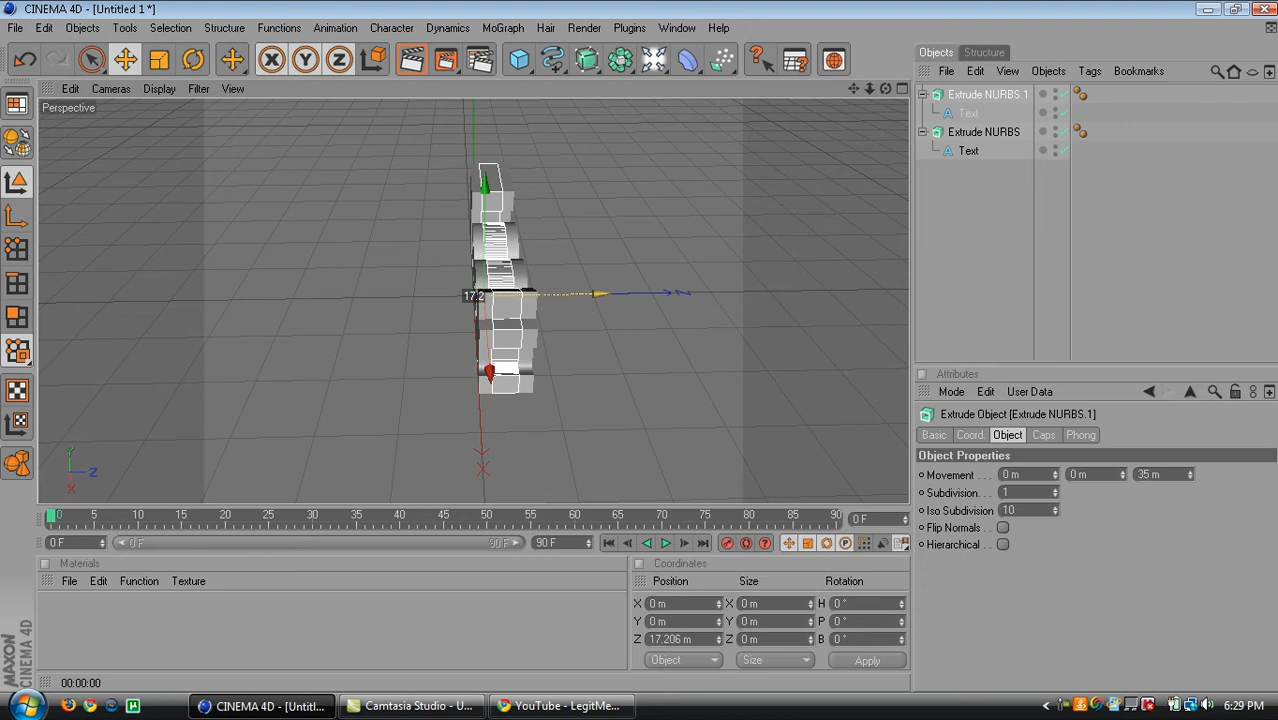 CINEMA 4D - [Untitled 1 *]
File Edit Objects Tools Selection Structure Functions Animation Character Dynamics MoGraph Hair Render Plugins Window Help
X Y Z
Objects Structure
File Edit View Objects Tags Bookmarks
Edit Cameras Display Filter View
Perspective
Extrude NURBS.1
Text
Extrude NURBS
Text
17.2
Z
X
Y
Z
X
Attributes
Mode Edit User Data
Extrude Object [Extrude NURBS.1]
Basic Coord. Object Caps Phong
Object Properties
Movement . . . 0 m 0 m 35 m
Subdivision. . . 1
Iso Subdivision 10
Flip Normals . .
Hierarchical . .
0 5 10 15 20 25 30 35 40 45 50 55 60 65 70 75 80 85 90 0 F
0 F 0 F 90 F 90 F
Materials
File Edit Function Texture
Coordinates
Position Size Rotation
X 0 m X 0 m H 0 °
Y 0 m Y 0 m P 0 °
Z 17.206 m Z 0 m B 0 °
Object Size Apply
MAXON
CINEMA 4D
00:00:00
CINEMA 4D - [Untitl... Camtasia Studio - U... YouTube - LegitMe... 6:29 PM